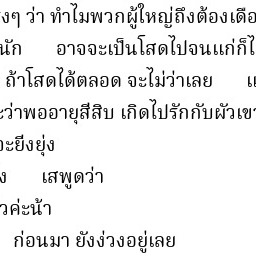 งๆ ว่า ทำไมพวกผู้ใหญ่ถึงต้องเดือ
นัก อาจจะเป็นโสดไปจนแก่ก็ไ
ถ้าโสดได้ตลอด จะไม่ว่าเลย แ
ะว่าพออายุสี่สิบ เกิดไปรักกับผัวเขา
จะยิ่งยุ่ง
ง เสพูดว่า
วค่ะน้า
ก่อนมา ยังง่วงอยู่เลย